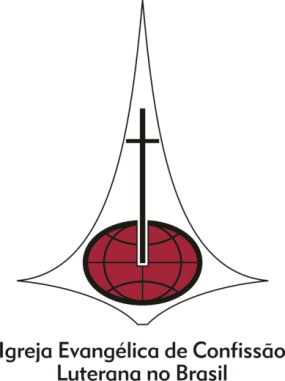 Igreja Evangélica de Confissão
Luterana no Brasil